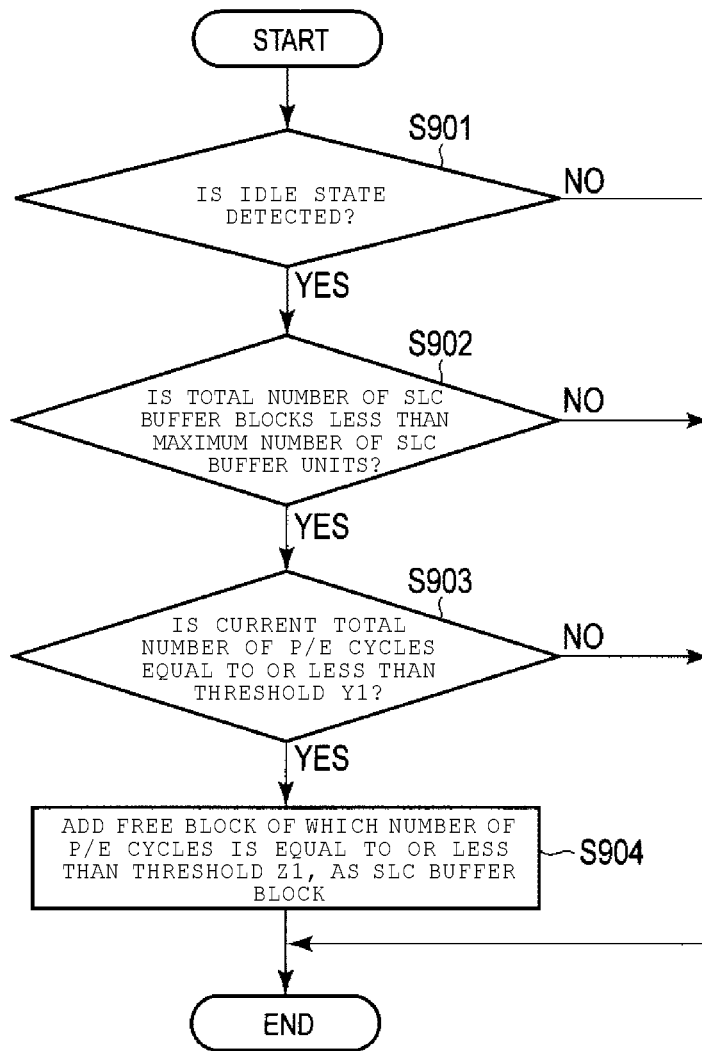 START
S901
IS IDLE STATE
DETECTED?
NO
YES
S902
IS TOTAL NUMBER OF SLC
BUFFER BLOCKS LESS THAN
MAXIMUM NUMBER OF SLC
BUFFER UNITS?
NO
YES
S903
IS CURRENT TOTAL
NUMBER OF P/E CYCLES
EQUAL TO OR LESS THAN
THRESHOLD Y1?
NO
YES
ADD FREE BLOCK OF WHICH NUMBER OF
P/E CYCLES IS EQUAL TO OR LESS
THAN THRESHOLD Z1, AS SLC BUFFER
BLOCK
S904
END